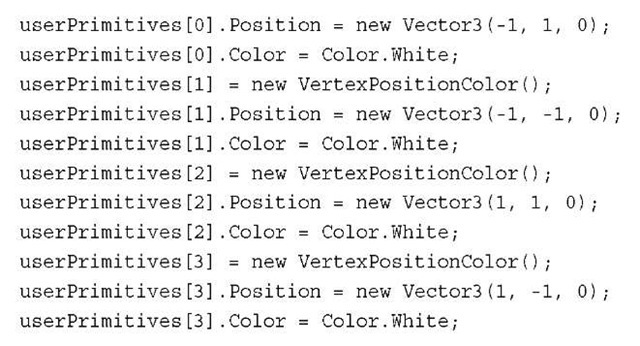 userPrimitives[0].Position = new Vector3(-1, 1, 0);
userPrimitives[0].Color = Color.White;
userPrimitives[1] = new VertexPositionColor();
userPrimitives[1].Position = new Vector3(-1, -1, 0);
userPrimitives[1].Color = Color.White;
userPrimitives[2] = new VertexPositionColor();
userPrimitives[2].Position = new Vector3(1, 1, 0);
userPrimitives[2].Color = Color.White;
userPrimitives[3] = new VertexPositionColor();
userPrimitives[3].Position = new Vector3(1, -1, 0);
userPrimitives[3].Color = Color.White;